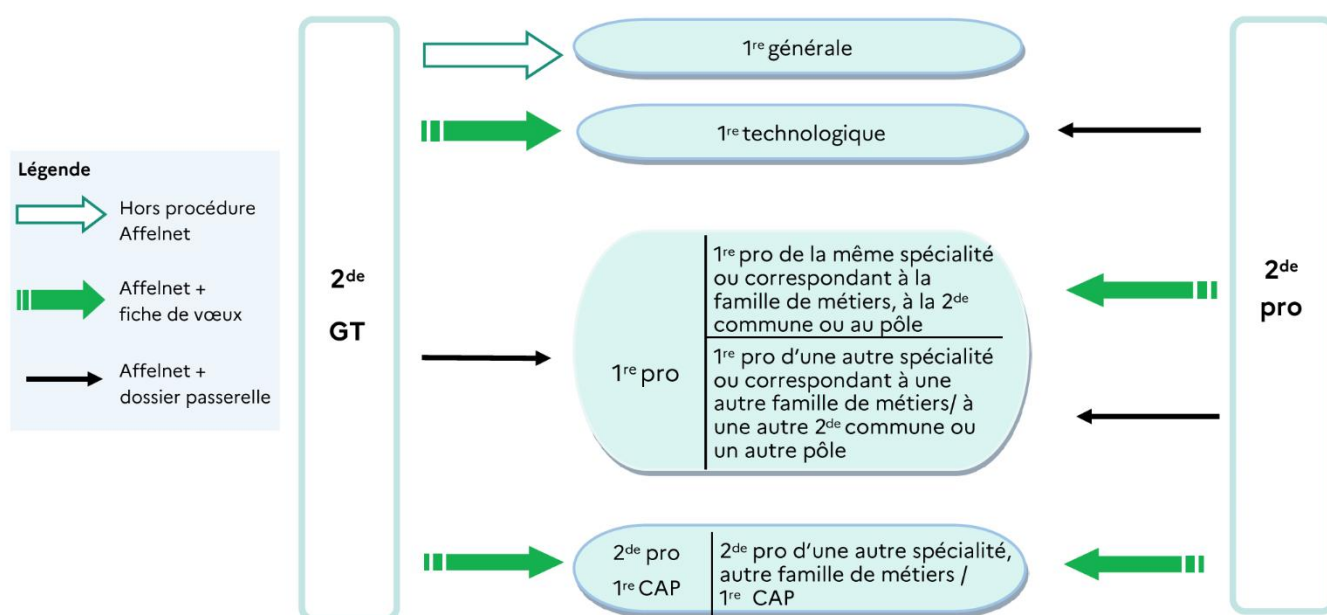 Légende
Hors procédure
Affelnet
Affelnet +
fiche de vœux
Affelnet +
dossier passerelle
2de
GT
1re générale
1re technologique
1re pro
1re pro de la même spécialité
ou correspondant à la
famille de métiers, à la 2de
commune ou au pôle
1re pro d'une autre spécialité
ou correspondant à une
autre famille de métiers/ à
une autre 2de commune ou
un autre pôle
2de pro
1re CAP
2de pro d'une autre spécialité,
autre famille de métiers /
1re CAP
2de
pro